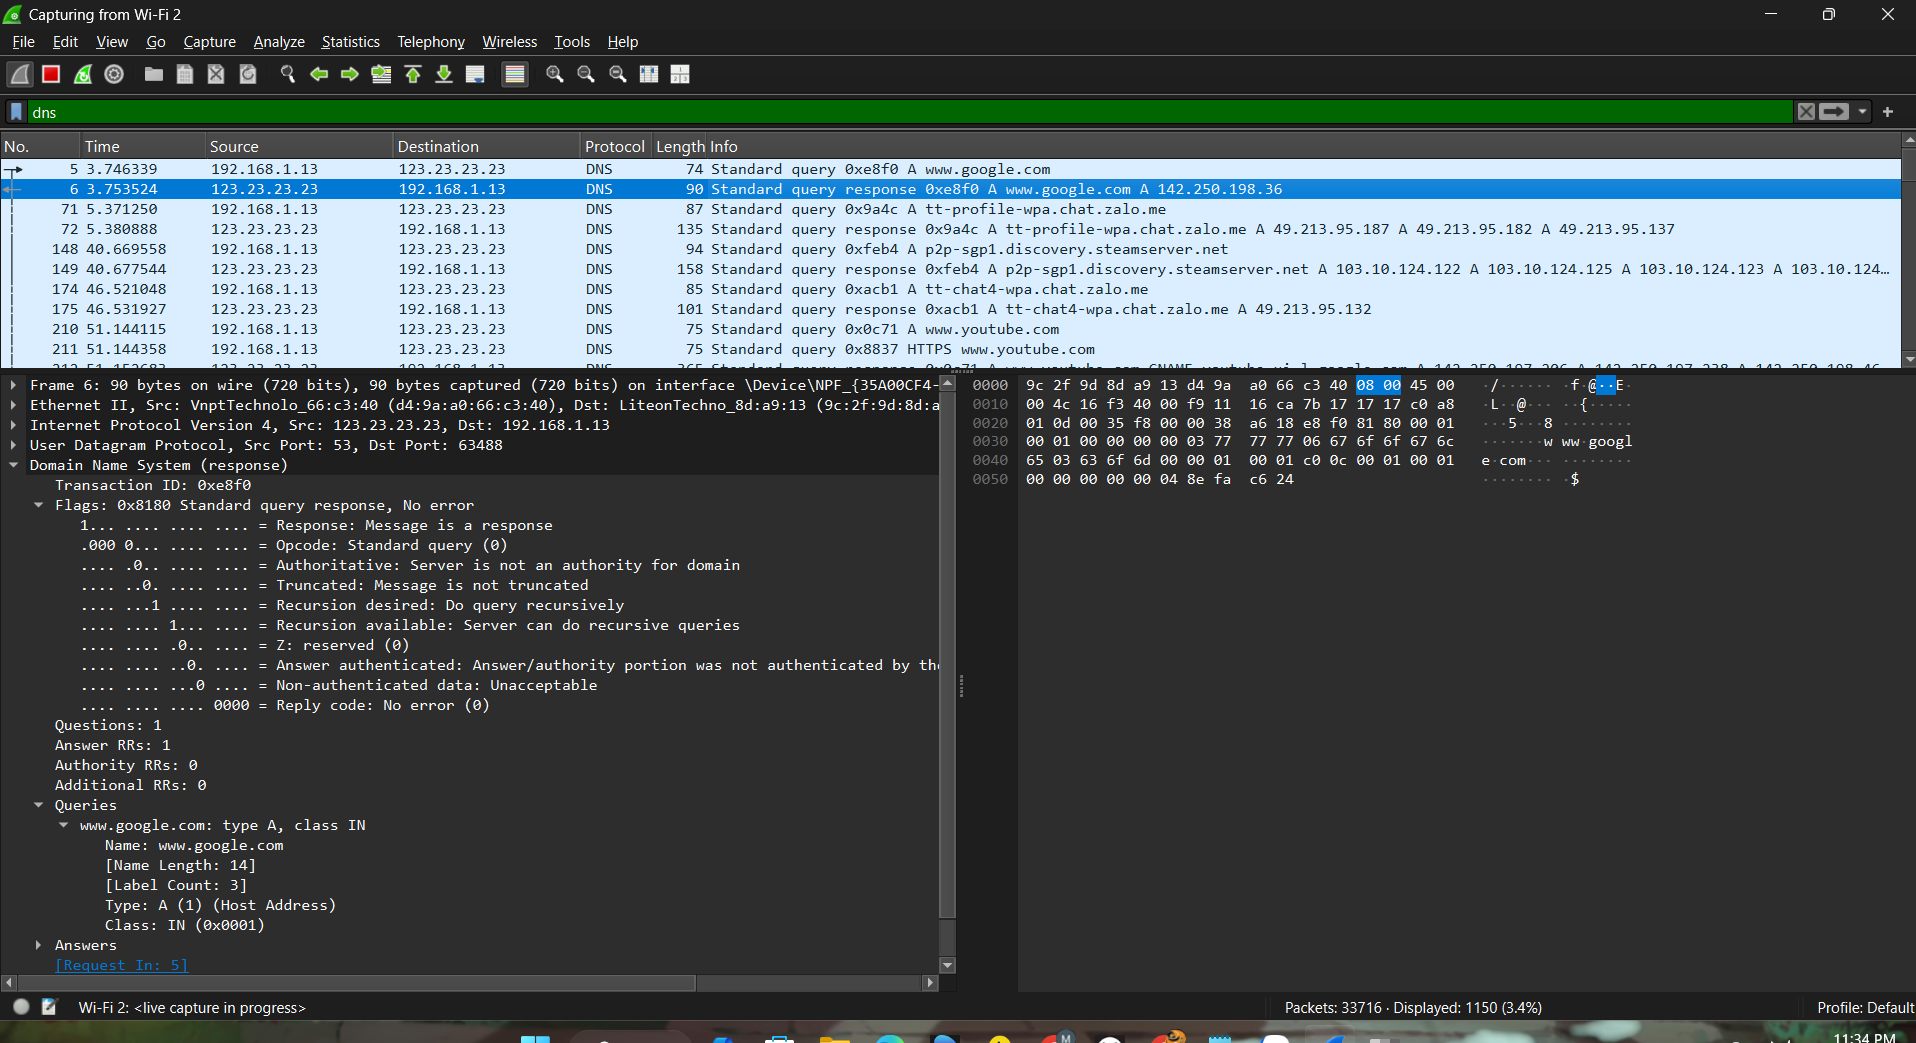 Capturing from Wi-Fi 2
File Edit View Go Capture Analyze Statistics Telephony Wireless Tools Help
dns
No. Time Source Destination Protocol Length Info
5 3.746339 192.168.1.13 123.23.23.23 DNS 74 Standard query 0xe8f0 A www.google.com
6 3.753524 123.23.23.23 192.168.1.13 DNS 90 Standard query response 0xe8f0 A www.google.com A 142.250.198.36
71 5.371250 192.168.1.13 123.23.23.23 DNS 87 Standard query 0x9a4c A tt-profile-wpa.chat.zalo.me
72 5.380888 123.23.23.23 192.168.1.13 DNS 135 Standard query response 0x9a4c A tt-profile-wpa.chat.zalo.me A 49.213.95.187 A 49.213.95.182 A 49.213.95.137
148 40.669558 192.168.1.13 123.23.23.23 DNS 94 Standard query 0xfeb4 A p2p-sgp1.discovery.steamserver.net
149 40.677544 123.23.23.23 192.168.1.13 DNS 158 Standard query response 0xfeb4 A p2p-sgp1.discovery.steamserver.net A 103.10.124.122 A 103.10.124.125 A 103.10.124.123 A 103.10.124…
174 46.521048 192.168.1.13 123.23.23.23 DNS 85 Standard query 0xacb1 A tt-chat4-wpa.chat.zalo.me
175 46.531927 123.23.23.23 192.168.1.13 DNS 101 Standard query response 0xacb1 A tt-chat4-wpa.chat.zalo.me A 49.213.95.132
210 51.144115 192.168.1.13 123.23.23.23 DNS 75 Standard query 0x0c71 A www.youtube.com
211 51.144358 192.168.1.13 123.23.23.23 DNS 75 Standard query 0x8837 HTTPS www.youtube.com
Frame 6: 90 bytes on wire (720 bits), 90 bytes captured (720 bits) on interface \Device\NPF_{35A00CF4-
Ethernet II, Src: VnptTechnolo_66:c3:40 (d4:9a:a0:66:c3:40), Dst: LiteonTechno_8d:a9:13 (9c:2f:9d:8d:a
Internet Protocol Version 4, Src: 123.23.23.23, Dst: 192.168.1.13
User Datagram Protocol, Src Port: 53, Dst Port: 63488
Domain Name System (response)
Transaction ID: 0xe8f0
Flags: 0x8180 Standard query response, No error
1... .... .... .... = Response: Message is a response
.000 0... .... .... = Opcode: Standard query (0)
.... .0.. .... .... = Authoritative: Server is not an authority for domain
.... ..0. .... .... = Truncated: Message is not truncated
.... ...1 .... .... = Recursion desired: Do query recursively
.... .... 1... .... = Recursion available: Server can do recursive queries
.... .... .0.. .... = Z: reserved (0)
.... .... ..0. .... = Answer authenticated: Answer/authority portion was not authenticated by the
.... .... ...0 .... = Non-authenticated data: Unacceptable
.... .... .... 0000 = Reply code: No error (0)
Questions: 1
Answer RRs: 1
Authority RRs: 0
Additional RRs: 0
Queries
www.google.com: type A, class IN
Name: www.google.com
[Name Length: 14]
[Label Count: 3]
Type: A (1) (Host Address)
Class: IN (0x0001)
Answers
[Request In: 5]
0000 9c 2f 9d 8d a9 13 d4 9a a0 66 c3 40 08 00 45 00 ·/······ ·f·@··E·
0010 00 4c 16 f3 40 00 f9 11 16 ca 7b 17 17 17 c0 a8 ·L··@··· ··{·····
0020 01 0d 00 35 f8 00 00 38 a6 18 e8 f0 81 80 00 01 ···5···8 ········
0030 00 01 00 00 00 00 03 77 77 77 06 67 6f 6f 67 6c ·······w ww·googl
0040 65 03 63 6f 6d 00 00 01 00 01 c0 0c 00 01 00 01 e·com··· ········
0050 00 00 00 00 00 04 8e fa c6 24 ········ ·$
Wi-Fi 2: <live capture in progress>
Packets: 33716 · Displayed: 1150 (3.4%)
Profile: Default
11:34 PM